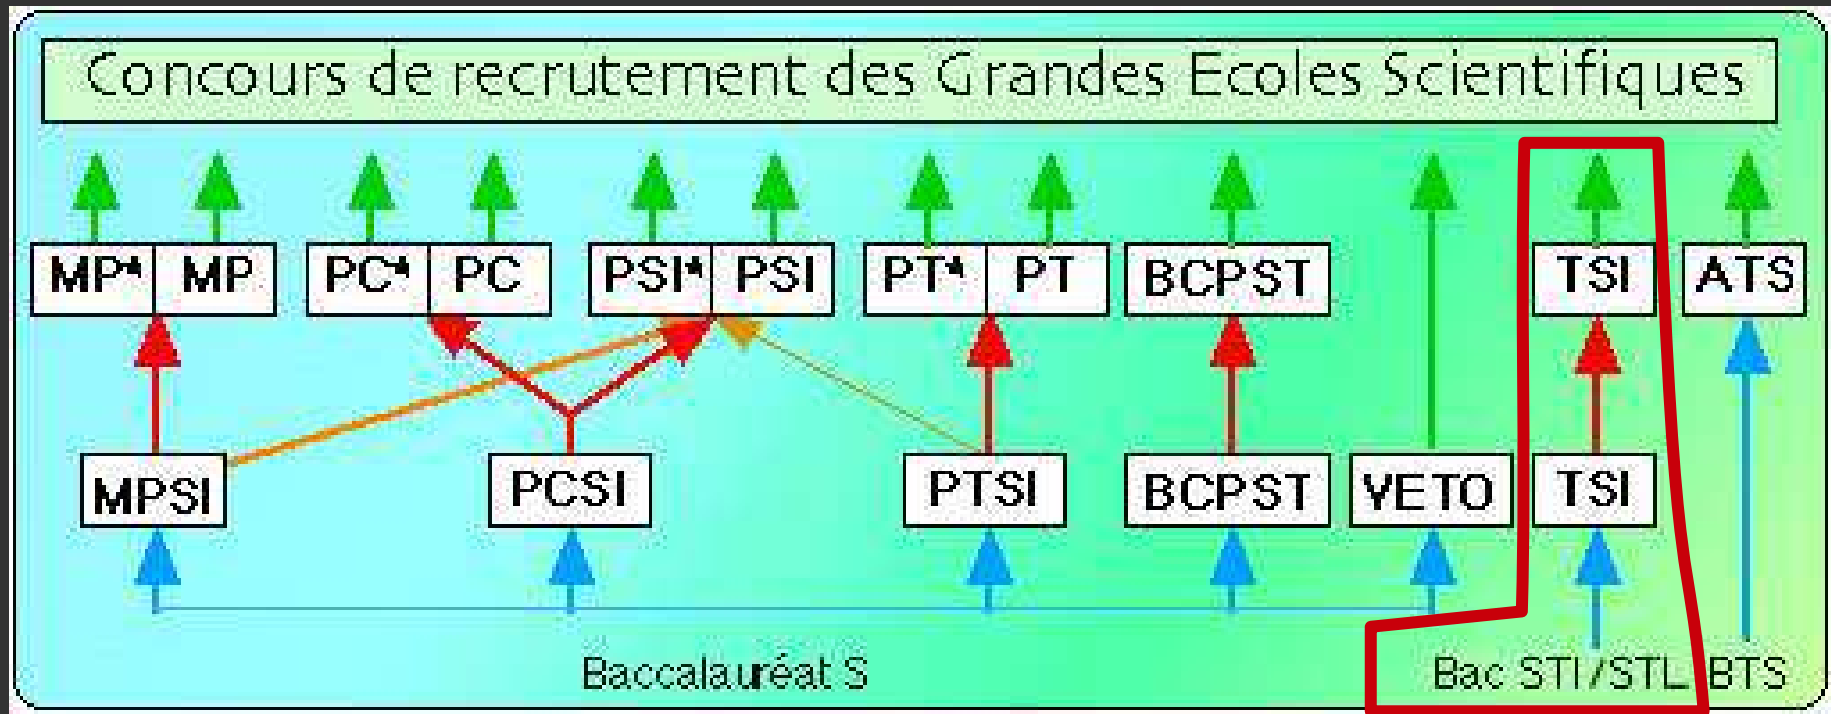 Concours de recrutement des Grandes Ecoles Scientifiques
MP* MP PC* PC PSI* PSI PT* PT BCPST TSI ATS
MPSI PCSI PTSI BCPST VETO TSI
Baccalauréat S Bac STI/STL BTS